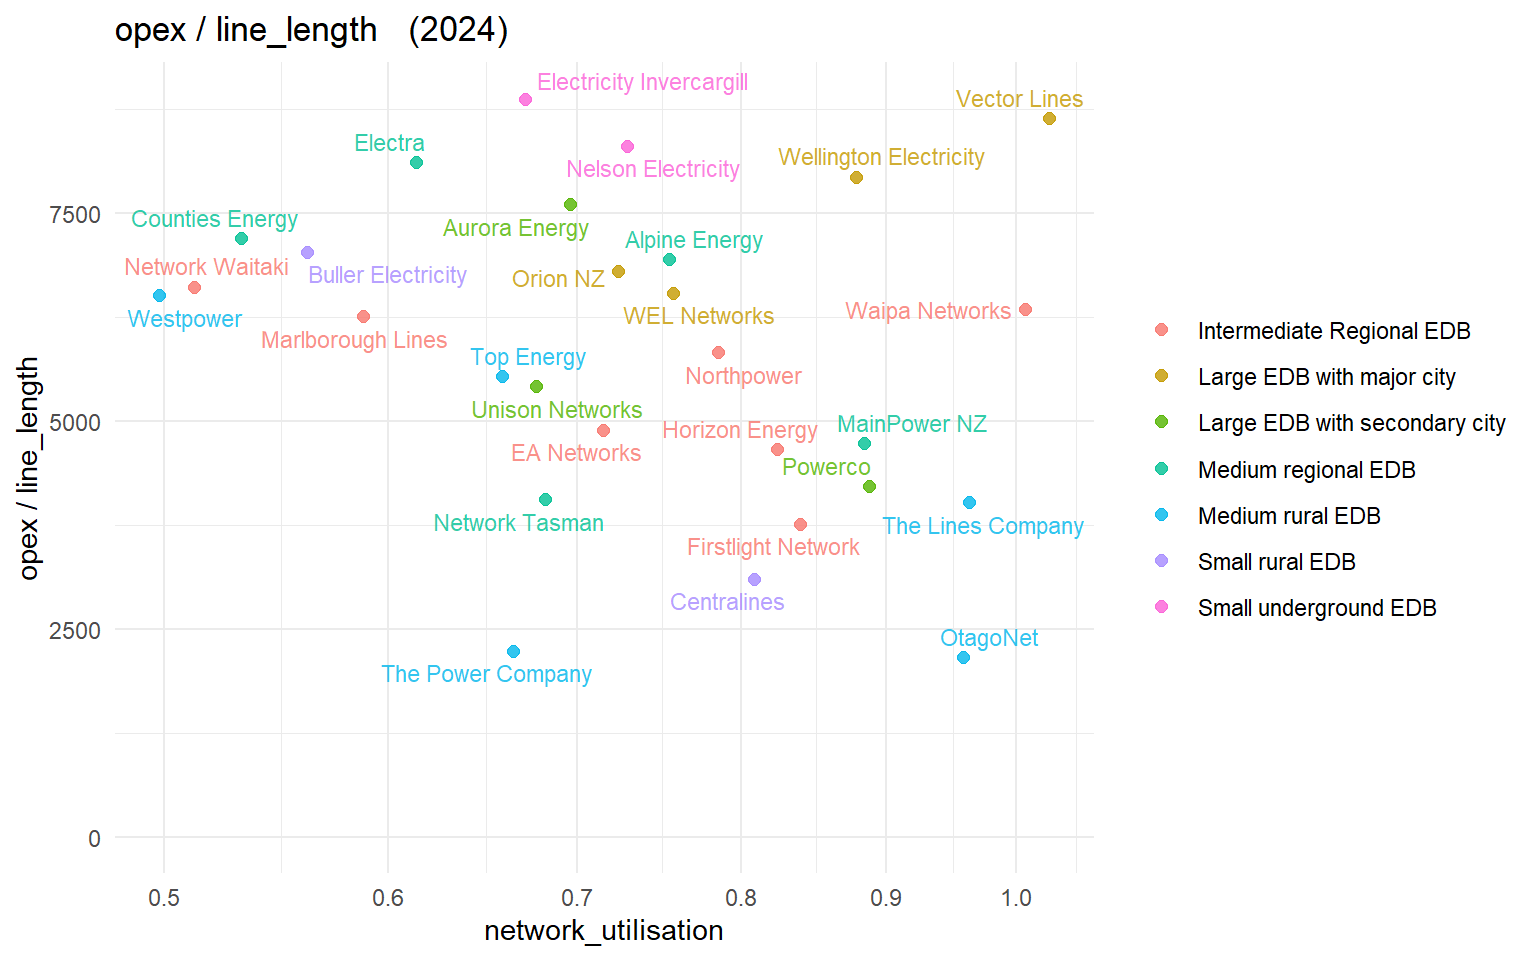 opex / line_length (2024)
Electricity Invercargill
Vector Lines
Electra
Wellington Electricity
Nelson Electricity
Counties Energy
Aurora Energy
Alpine Energy
Network Waitaki
Buller Electricity
Orion NZ
Westpower
WEL Networks
Waipa Networks
Marlborough Lines
Top Energy
Northpower
Unison Networks
MainPower NZ
Horizon Energy
EA Networks
Powerco
Network Tasman
The Lines Company
Firstlight Network
Centralines
OtagoNet
The Power Company
7500
5000
2500
0
opex / line_length
0.5 0.6 0.7 0.8 0.9 1.0
network_utilisation
Intermediate Regional EDB
Large EDB with major city
Large EDB with secondary city
Medium regional EDB
Medium rural EDB
Small rural EDB
Small underground EDB